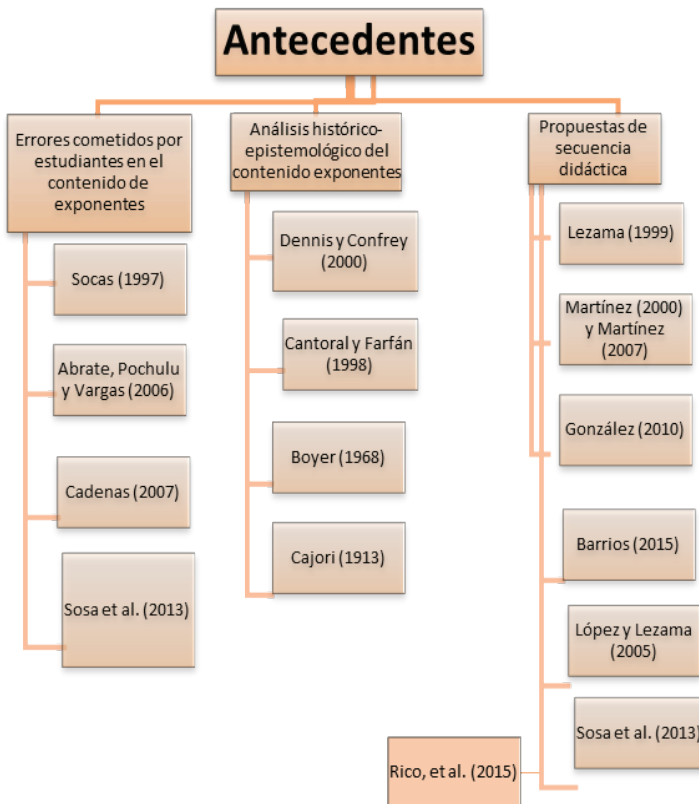 Antecedentes
Errores cometidos por
estudiantes en el
contenido de
exponentes
Socas (1997)
Abrate, Pochulu
y Vargas (2006)
Cadenas (2007)
Sosa et al. (2013)
Análisis histórico-
epistemológico del
contenido exponentes
Dennis y Confrey
(2000)
Cantoral y Farfán
(1998)
Boyer (1968)
Cajori (1913)
Propuestas de
secuencia
didáctica
Lezama (1999)
Martínez (2000)
y Martínez
(2007)
González (2010)
Barrios (2015)
López y Lezama
(2005)
Sosa et al. (2013)
Rico, et al. (2015)